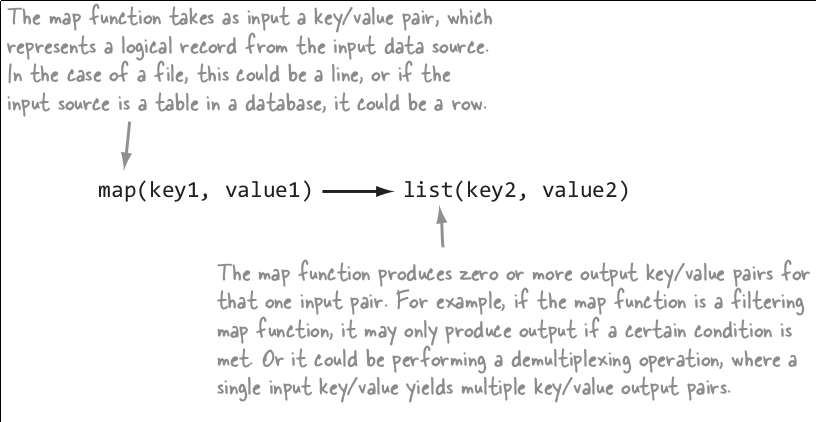 The map function takes as input a key/value pair, which
represents a logical record from the input data source.
In the case of a file, this could be a line, or if the
input source is a table in a database, it could be a row.
map(key1, value1) → list(key2, value2)
The map function produces zero or more output key/value pairs for
that one input pair. For example, if the map function is a filtering
map function, it may only produce output if a certain condition is
met. Or it could be performing a demultiplexing operation, where a
single input key/value yields multiple key/value output pairs.